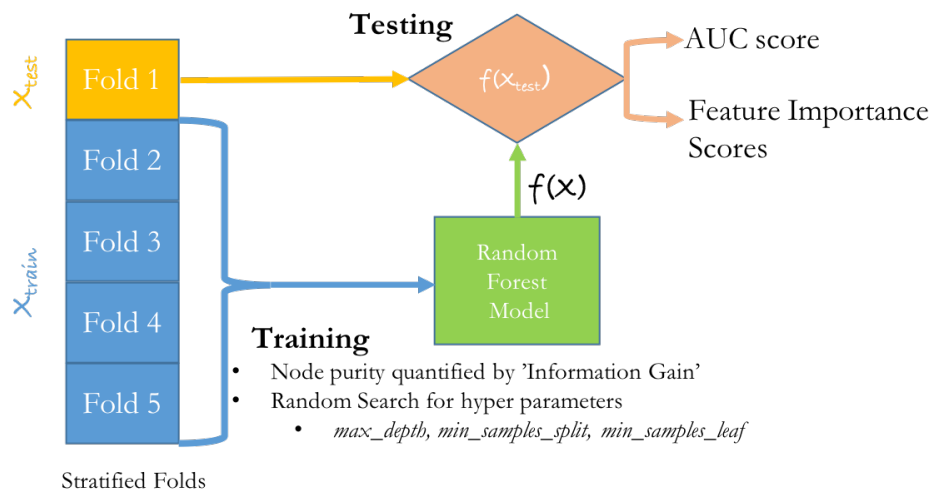 Testing
X_test
Fold 1
f(X_test)
AUC score
Feature Importance
Scores
Fold 2
Fold 3
Fold 4
Fold 5
X_train
f(X)
Random
Forest
Model
Training
• Node purity quantified by ’Information Gain’
• Random Search for hyper parameters
• max_depth, min_samples_split, min_samples_leaf
Stratified Folds